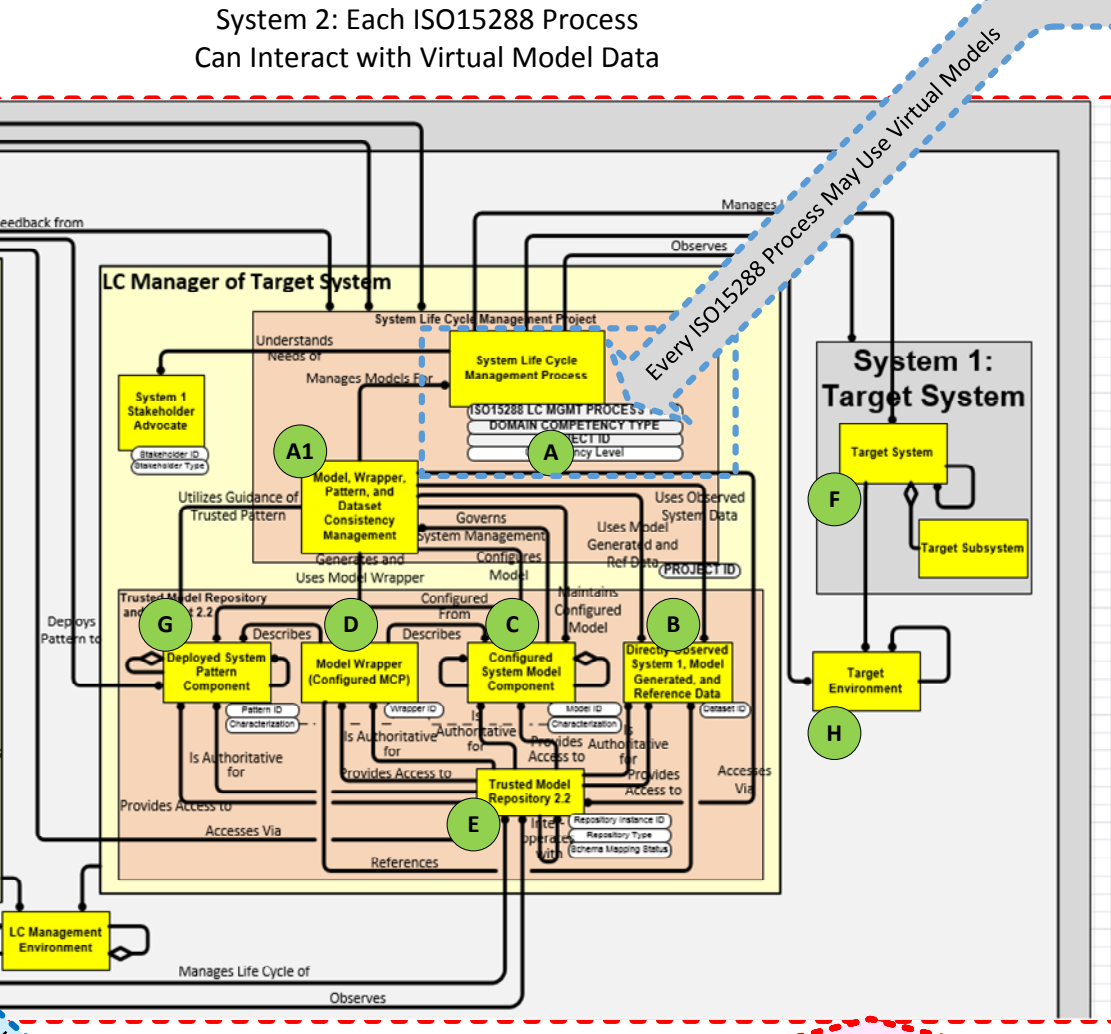 System 2: Each ISO15288 Process
Can Interact with Virtual Model Data
Every ISO15288 Process May Use Virtual Models
eedback from
Manages
Observes
LC Manager of Target System
System Life Cycle Management Project
Understands
Needs of
Manages Models For
System Life Cycle
Management Process
ISO15288 LC MGMT PROCESS
DOMAIN COMPETENCY TYPE
ECT ID
ncy Level
A
System 1
Stakeholder
Advocate
Stakeholder ID
Stakeholder Type
A1
Model, Wrapper,
Pattern, and
Dataset
Consistency
Management
Utilizes Guidance of
Trusted Pattern
Governs
System Management
Configures
Model
Uses Observed
System Data
Uses Model
Generated and
Ref Data
PROJECT ID
Generates and
Uses Model Wrapper
Maintains
Configured
Model
System 1:
Target System
Target System
F
Target Subsystem
Target
Environment
H
Deploys
Pattern to
Trusted Model Repository
and 2.2
Configured
From
G
D
C
B
Describes
Describes
Deployed System
Pattern
Component
Pattern ID
Characterization
Model Wrapper
(Configured MCP)
Wrapper ID
Configured
System Model
Component
Model ID
Characterization
Directly Observed
System 1, Model
Generated, and
Reference Data
Dataset ID
Is Authoritative
for
Is Authoritative
for
Is
Authoritative
for
Is
Authoritative
for
Provides Access to
Provides Access to
Provides
Access to
Provides
Access to
Accesses
Via
Accesses Via
Trusted Model
Repository 2.2
E
Repository Instance ID
Repository Type
Schema Mapping Status
Inter-
operates
with
References
LC Management
Environment
Manages Life Cycle of
Observes